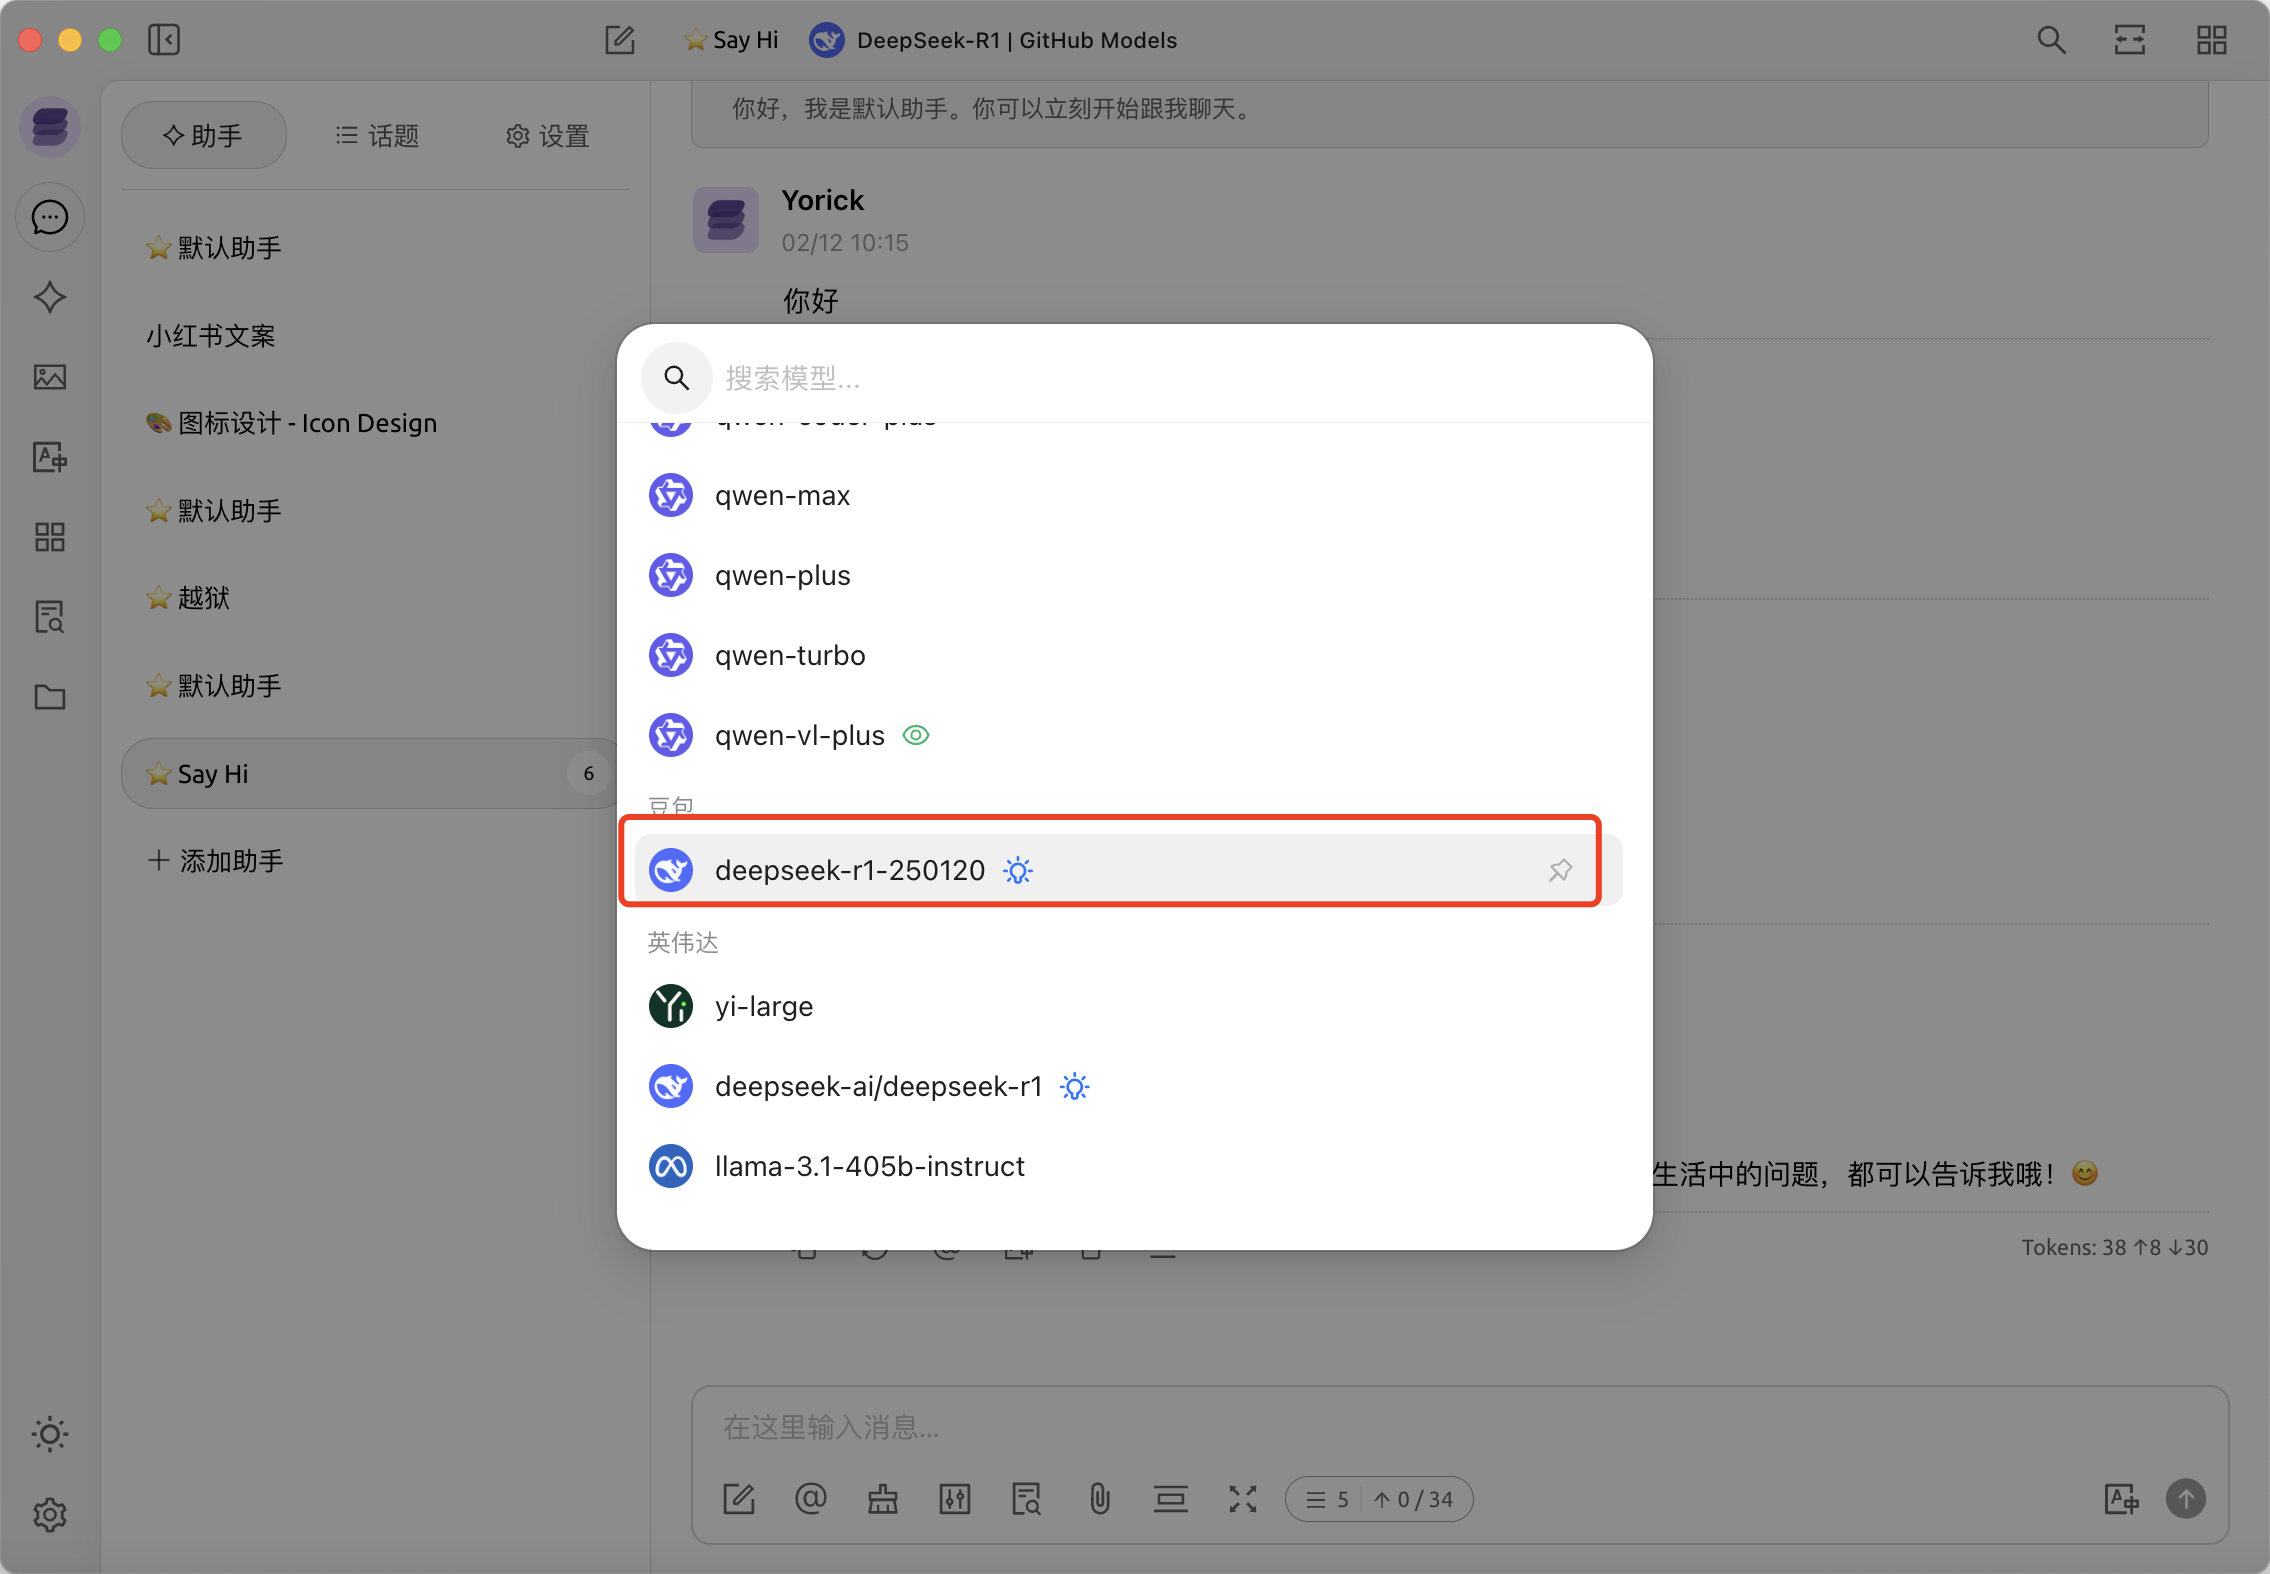 Say Hi
DeepSeek-R1 | GitHub Models
助手
话题
设置
默认助手
小红书文案
图标设计 - Icon Design
默认助手
越狱
默认助手
Say Hi
6
添加助手
你好，我是默认助手。你可以立刻开始跟我聊天。
Yorick
02/12 10:15
你好
搜索模型...
qwen-coder-plus
qwen-max
qwen-plus
qwen-turbo
qwen-vl-plus
豆包
deepseek-r1-250120
英伟达
yi-large
deepseek-ai/deepseek-r1
llama-3.1-405b-instruct
生活中的问题，都可以告诉我哦！😊
Tokens: 38 ↑8 ↓30
在这里输入消息...
5 ↑ 0 / 34